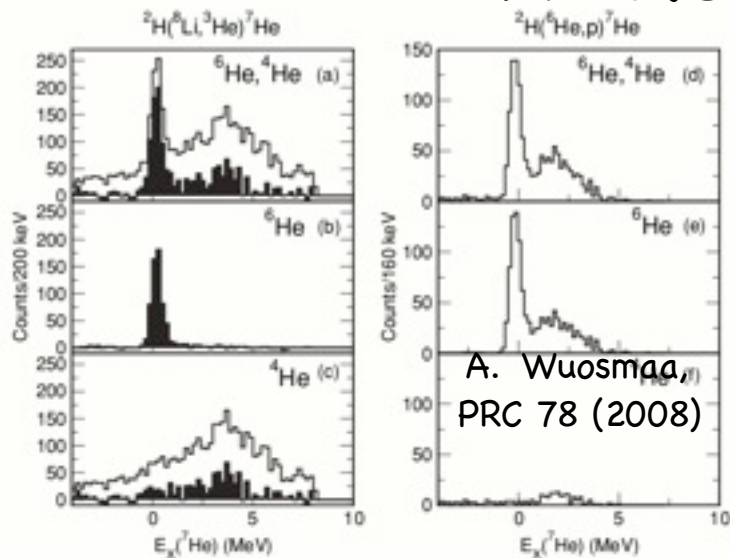 ²H(⁸Li,³He)⁷He
²H(⁶He,p)⁷He
250
200
150
100
50
0
⁶He,⁴He (a)
150
100
50
0
⁶He,⁴He (d)
Counts/200 keV
250
200
150
100
50
0
⁶He (b)
Counts/160 keV
100
50
0
⁶He (e)
250
200
150
100
50
0
⁴He (c)
A. Wuosmaa,
(f)
PRC 78 (2008)
100
50
0
0 5 10
0 5 10
Eₓ(⁷He) (MeV)
Eₓ(⁷He) (MeV)